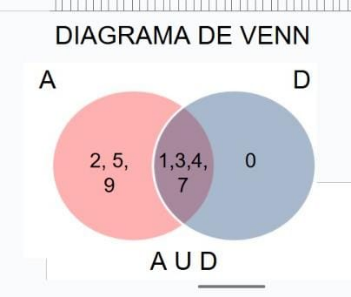 DIAGRAMA DE VENN
A D
2, 5, 1,3,4, 0
9 7
A U D